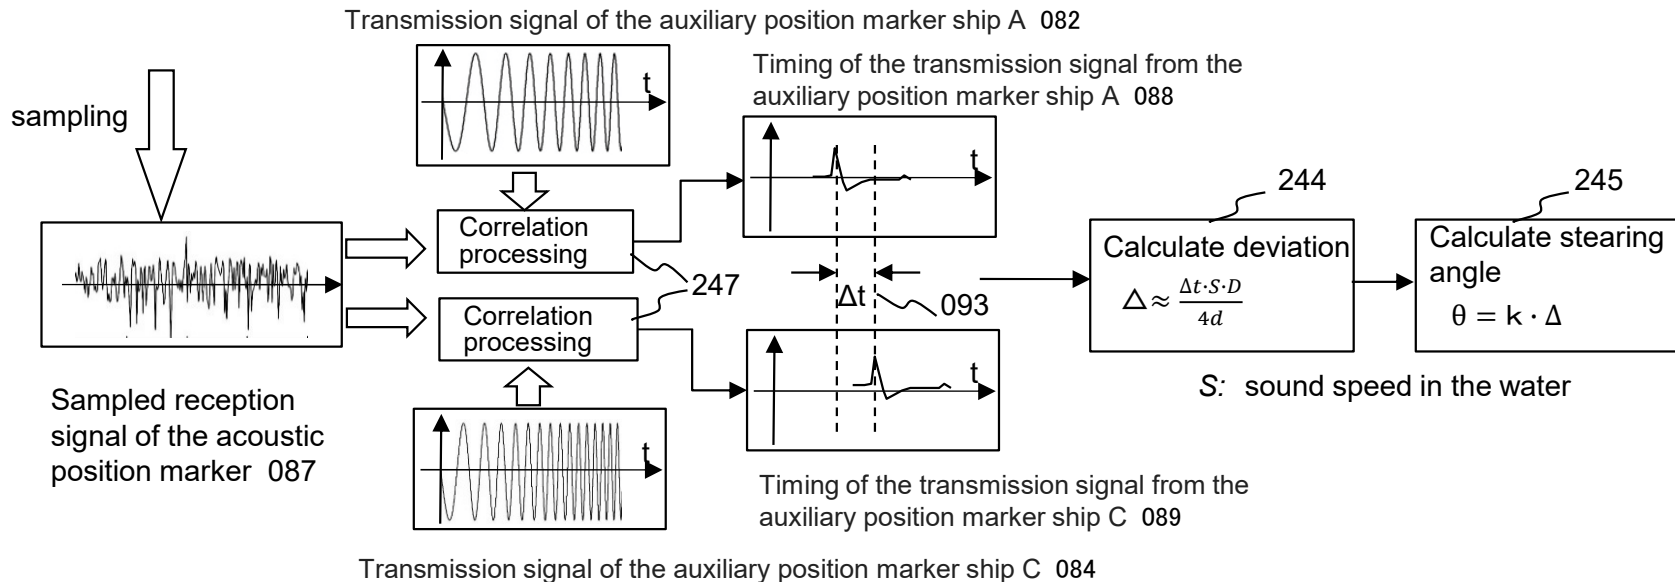 Transmission signal of the auxiliary position marker ship A 082
sampling
t
Timing of the transmission signal from the
auxiliary position marker ship A 088
t
Correlation
processing
247
Correlation
processing
Δt
093
244
Calculate deviation
△ ≈ Δt·S·D / 4d
245
Calculate stearing
angle
θ = k · Δ
S: sound speed in the water
Sampled reception
signal of the acoustic
position marker 087
t
t
Timing of the transmission signal from the
auxiliary position marker ship C 089
Transmission signal of the auxiliary position marker ship C 084